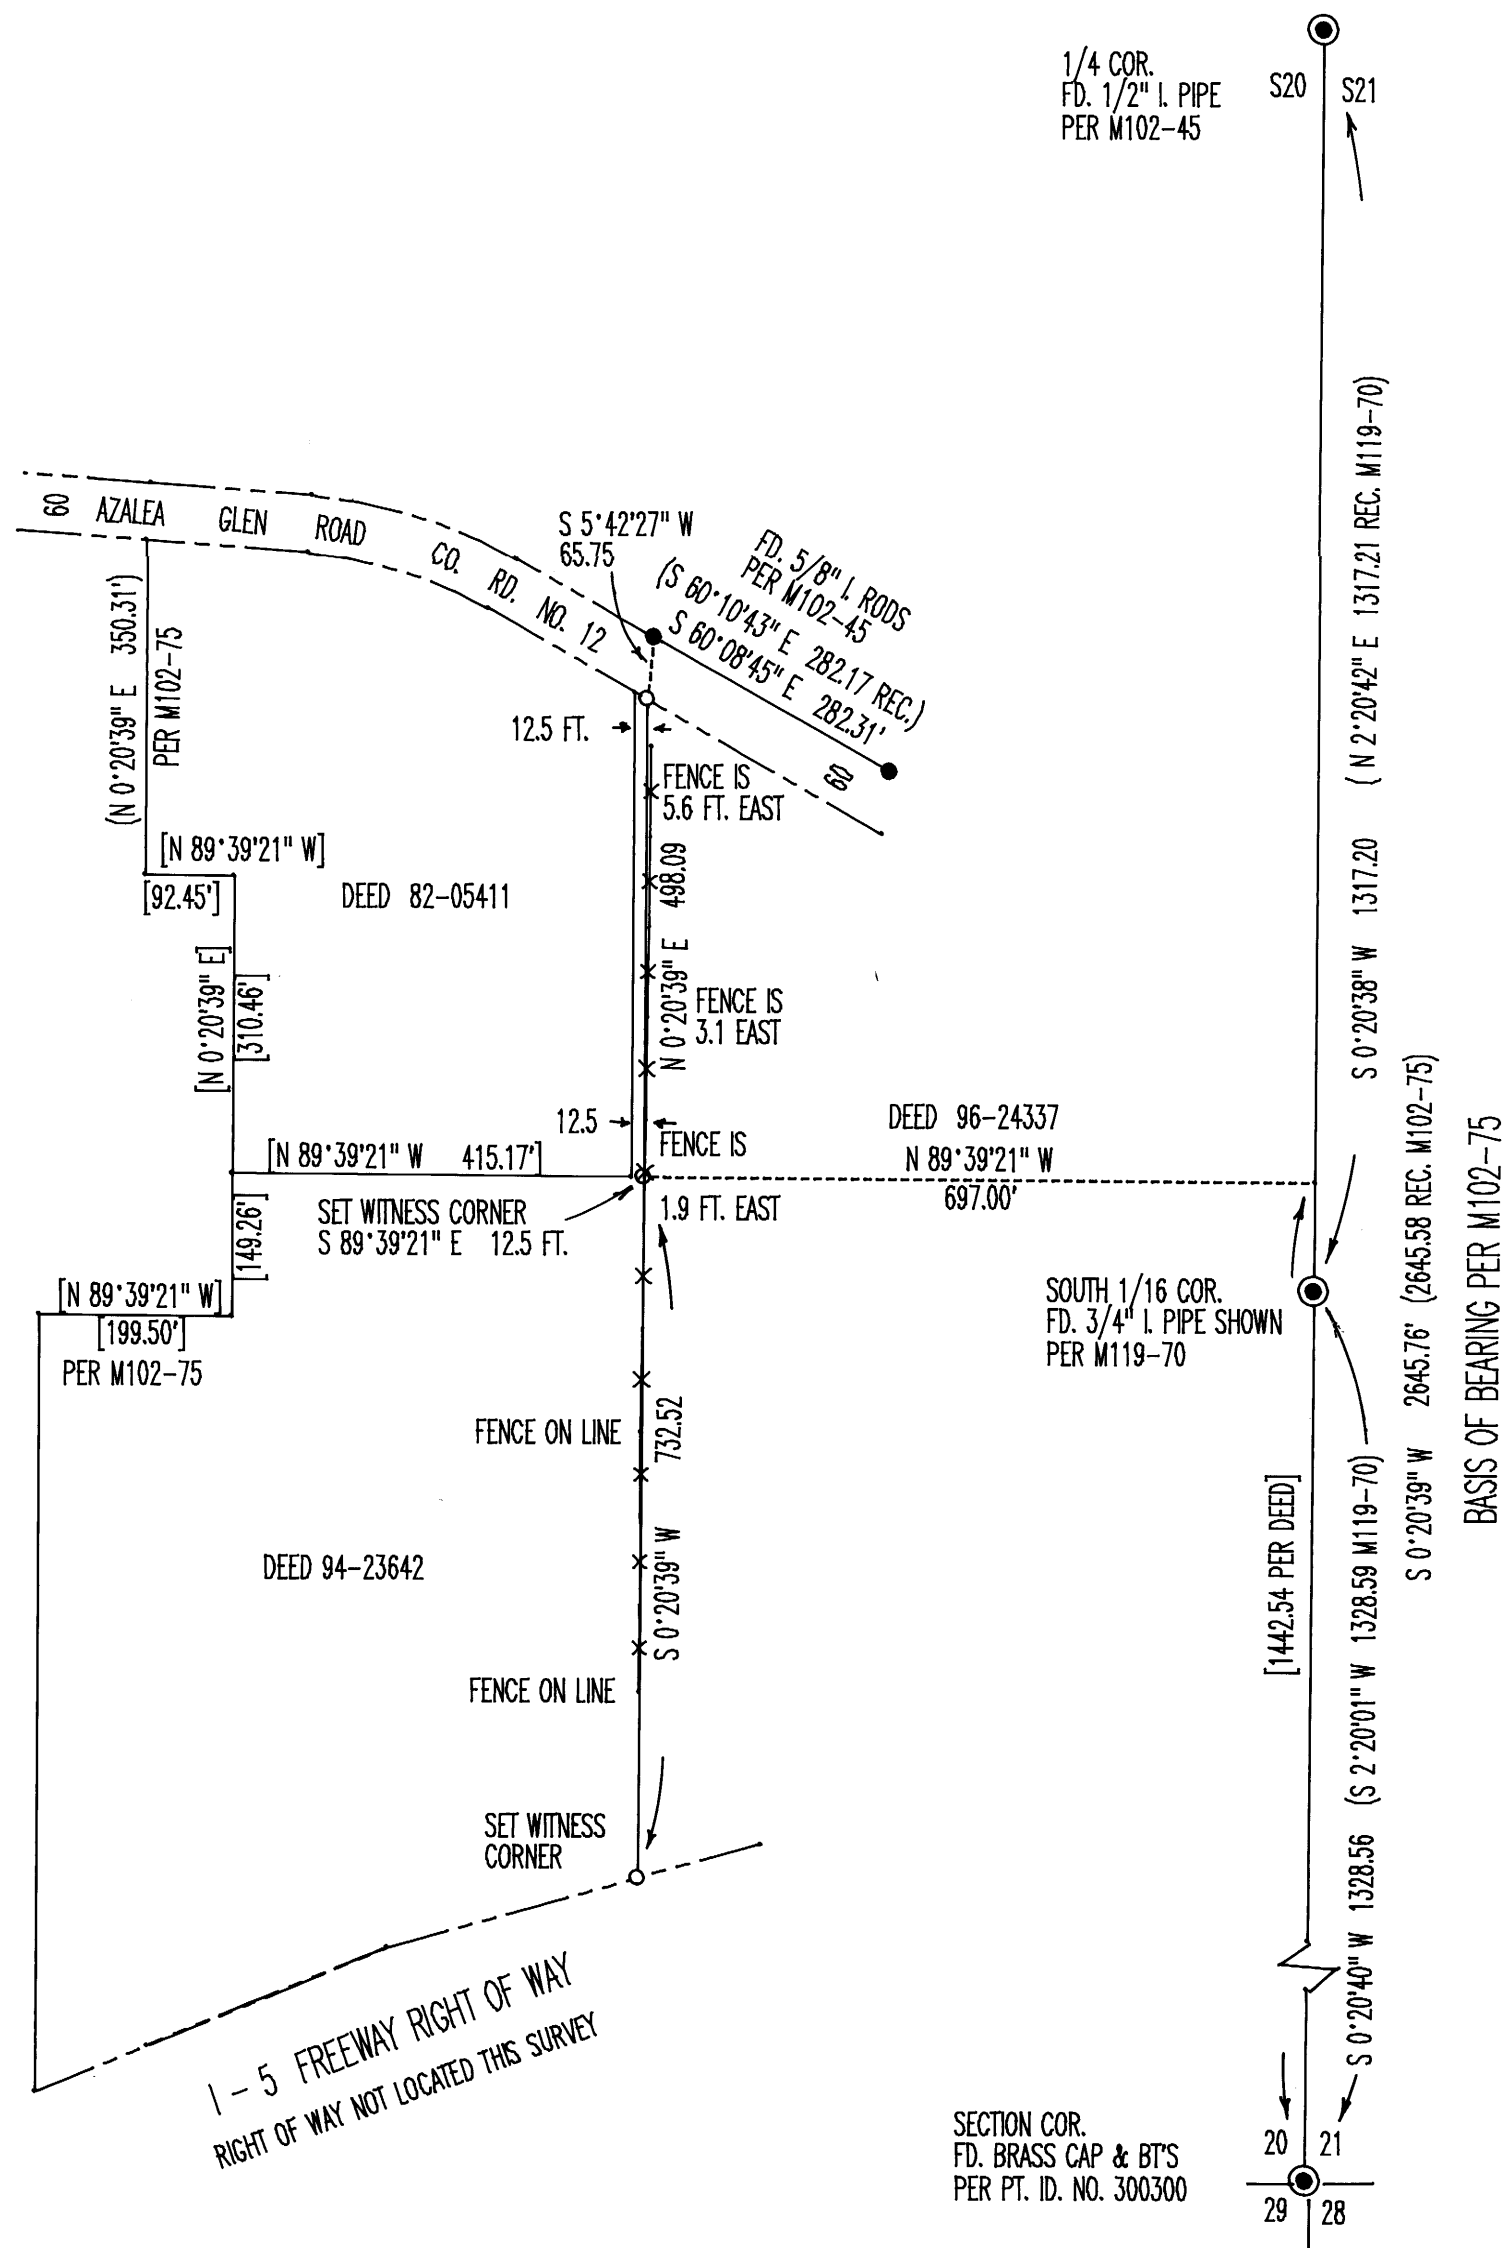 1/4 COR.
FD. 1/2" I. PIPE
PER M102-45
S20
S21
60
AZALEA GLEN ROAD CO. RD. NO. 12
S 5°42'27" W
65.75
FD. 5/8" I. RODS
PER M102-45
(S 60°10'43" E 282.17 REC.)
S 60°08'45" E 282.31'
60
(N 0°20'39" E 350.31')
PER M102-75
12.5 FT.
FENCE IS
5.6 FT. EAST
[N 89°39'21" W]
[92.45']
DEED 82-05411
N 0°20'39" E 498.09
[N 0°20'39" E]
[310.46']
FENCE IS
3.1 EAST
12.5
FENCE IS
1.9 FT. EAST
DEED 96-24337
N 89°39'21" W
697.00'
[N 89°39'21" W 415.17']
SET WITNESS CORNER
S 89°39'21" E 12.5 FT.
[149.26']
[N 89°39'21" W]
[199.50']
PER M102-75
SOUTH 1/16 COR.
FD. 3/4" I. PIPE SHOWN
PER M119-70
FENCE ON LINE
S 0°20'39" W 732.52
DEED 94-23642
FENCE ON LINE
SET WITNESS
CORNER
I - 5 FREEWAY RIGHT OF WAY
RIGHT OF WAY NOT LOCATED THIS SURVEY
[1442.54 PER DEED]
S 0°20'38" W 1317.20 (N 2°20'42" E 1317.21 REC. M119-70)
S 0°20'40" W 1328.56 (S 2°20'01" W 1328.59 M119-70)
S 0°20'39" W 2645.76' (2645.58 REC. M102-75)
BASIS OF BEARING PER M102-75
SECTION COR.
FD. BRASS CAP & BT'S
PER PT. ID. NO. 300300
20
21
29
28